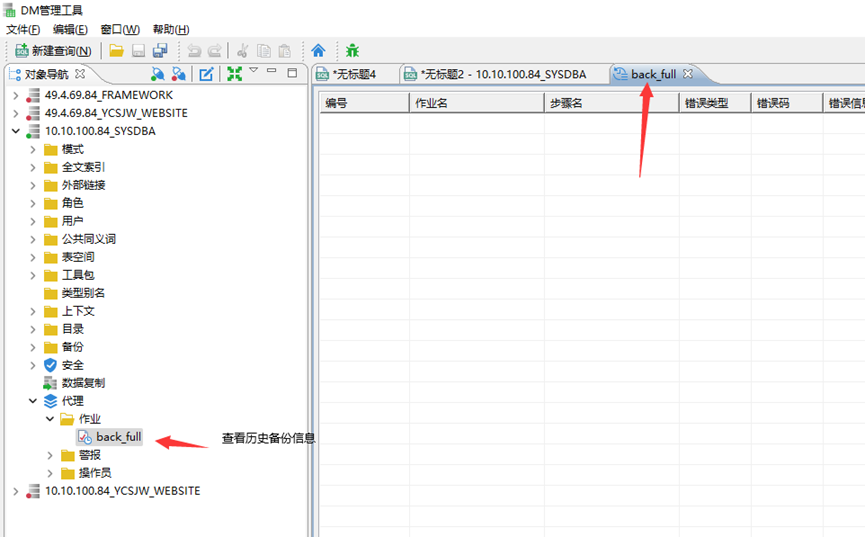 DM管理工具
文件(F) 编辑(E) 窗口(W) 帮助(H)
新建查询(N)
对象导航
*无标题4 *无标题2 - 10.10.100.84_SYSDBA back_full
编号 作业名 步骤名 错误类型 错误码 错误信息
49.4.69.84_FRAMEWORK
49.4.69.84_YCSJW_WEBSITE
10.10.100.84_SYSDBA
模式
全文索引
外部链接
角色
用户
公共同义词
表空间
工具包
类型别名
上下文
目录
备份
安全
数据复制
代理
作业
back_full 查看历史备份信息
警报
操作员
10.10.100.84_YCSJW_WEBSITE